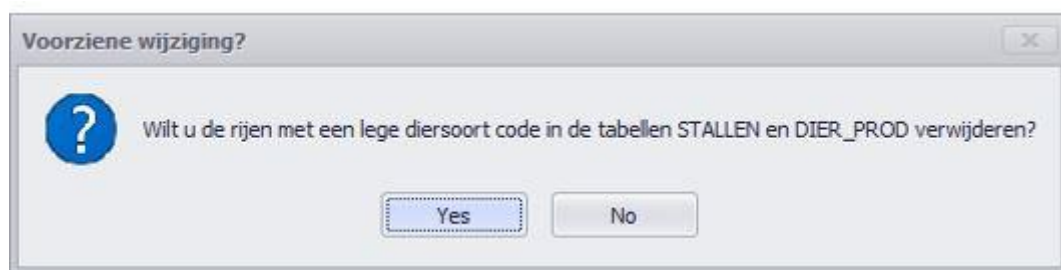 Voorziene wijziging?
Wilt u de rijen met een lege diersoort code in de tabellen STALLEN en DIER_PROD verwijderen?
Yes No